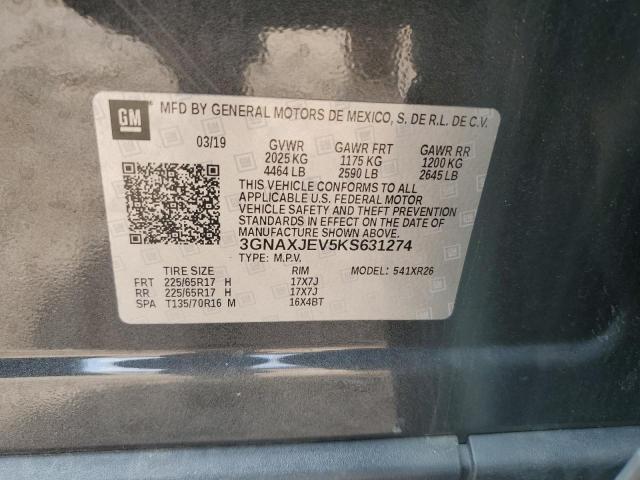 GM MFD BY GENERAL MOTORS DE MEXICO, S. DE R.L. DE C.V.
03/19 GVWR GAWR FRT GAWR RR
2025 KG 1175 KG 1200 KG
4464 LB 2590 LB 2645 LB
THIS VEHICLE CONFORMS TO ALL
APPLICABLE U.S. FEDERAL MOTOR
VEHICLE SAFETY AND THEFT PREVENTION
STANDARDS IN EFFECT ON THE DATE OF
MANUFACTURE SHOWN ABOVE.
3GNAXJEV5KS631274
TYPE: M.P.V. MODEL: 541XR26
TIRE SIZE RIM
FRT 225/65R17 H 17X7J
RR 225/65R17 H 17X7J
SPA T135/70R16 M 16X4BT